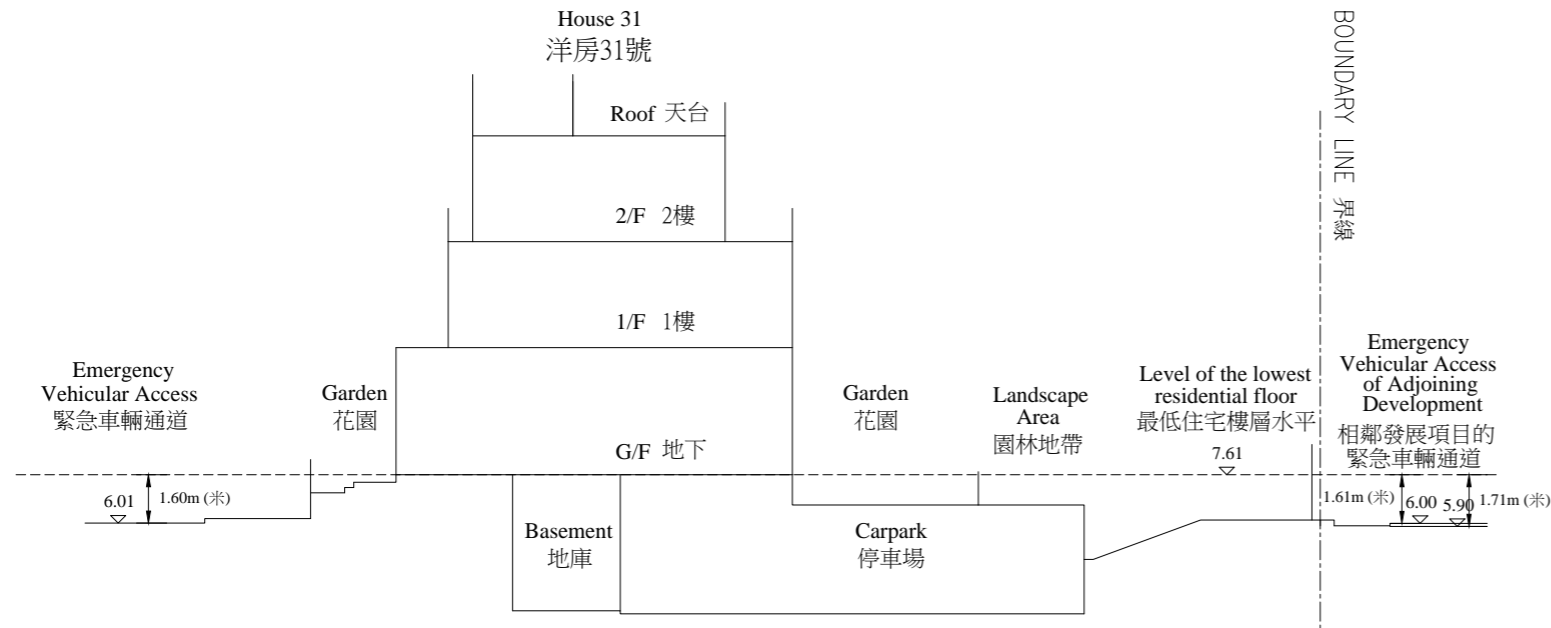 House 31
洋房31號
BOUNDARY LINE 界線
Roof 天台
2/F 2樓
1/F 1樓
Emergency
Vehicular Access
緊急車輛通道
Garden
花園
G/F 地下
Garden
花園
Landscape
Area
園林地帶
Level of the lowest
residential floor
最低住宅樓層水平
7.61
Emergency
Vehicular Access
of Adjoining
Development
相鄰發展項目的
緊急車輛通道
6.01
1.60m (米)
Basement
地庫
Carpark
停車場
1.61m (米)
6.00
5.90
1.71m (米)